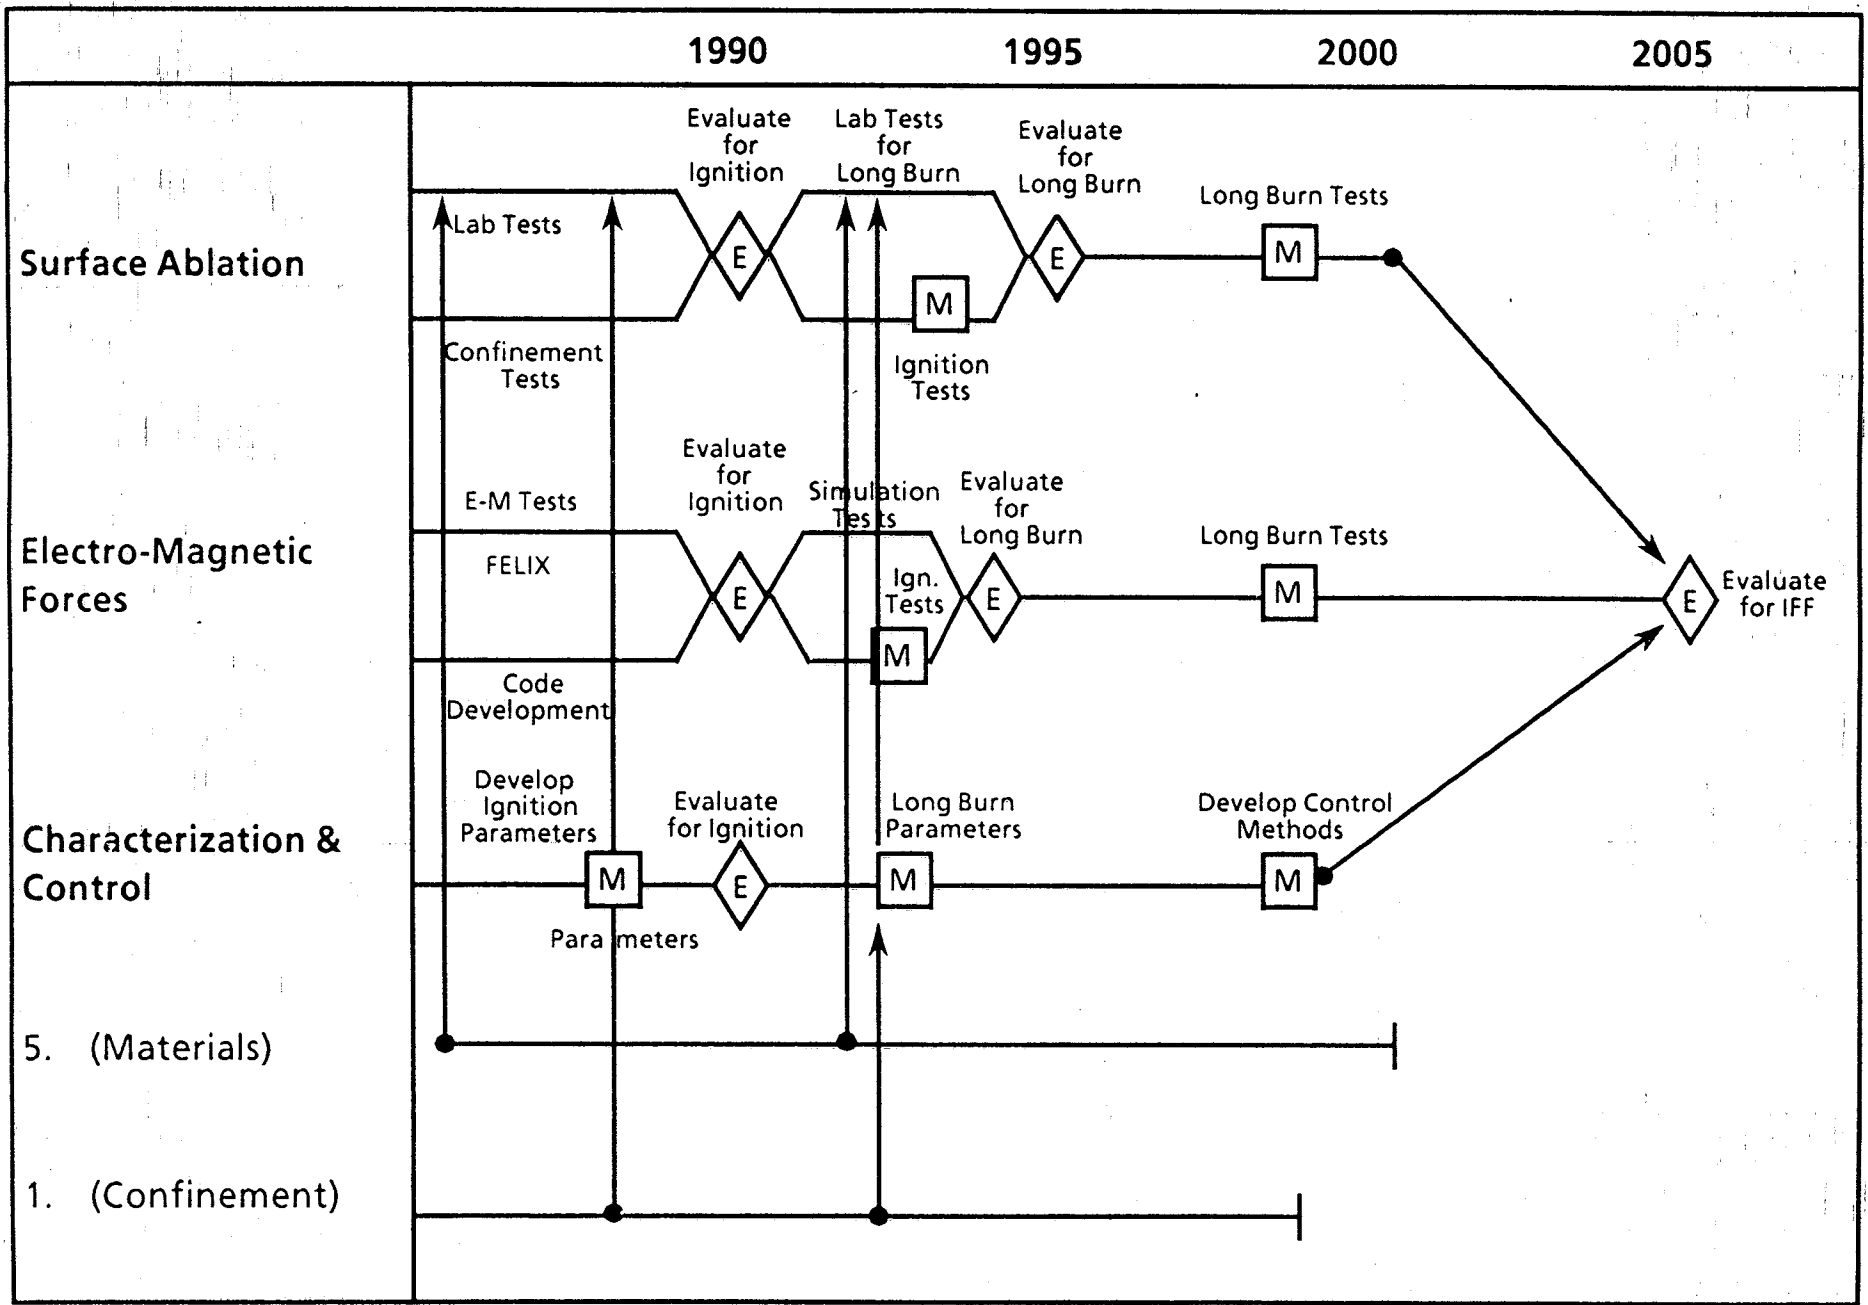 1990 1995 2000 2005
Surface Ablation
Evaluate
for
Ignition
Lab Tests
for
Long Burn
Evaluate
for
Long Burn
Long Burn Tests
Lab Tests
E
E
M
M
Confinement
Tests
Ignition
Tests
Electro-Magnetic
Forces
E-M Tests
FELIX
Evaluate
for
Ignition
Simulation
Tests
Evaluate
for
Long Burn
Long Burn Tests
Ign.
Tests
E
E
M
M
E
Evaluate
for IFF
Code
Development
Characterization &
Control
Develop
Ignition
Parameters
Evaluate
for Ignition
Long Burn
Parameters
Develop Control
Methods
M
E
M
M
Parameters
5. (Materials)
1. (Confinement)